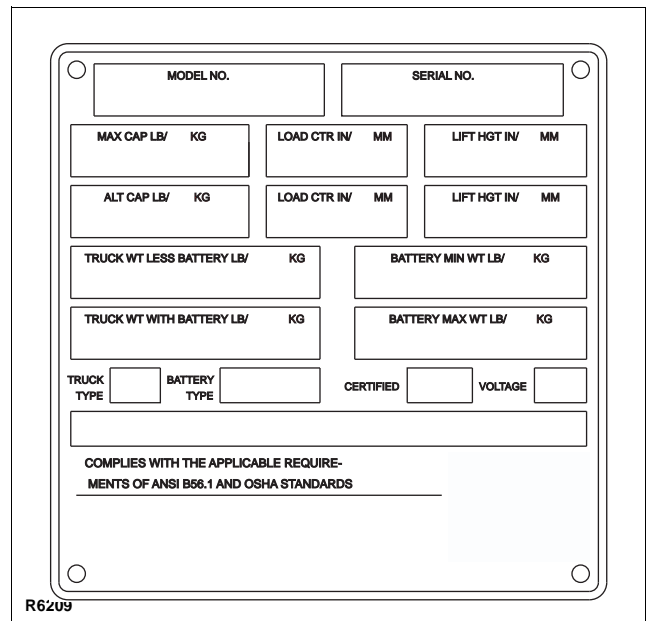 MODEL NO. SERIAL NO.
MAX CAP LB/ KG LOAD CTR IN/ MM LIFT HGT IN/ MM
ALT CAP LB/ KG LOAD CTR IN/ MM LIFT HGT IN/ MM
TRUCK WT LESS BATTERY LB/ KG BATTERY MIN WT LB/ KG
TRUCK WT WITH BATTERY LB/ KG BATTERY MAX WT LB/ KG
TRUCK TYPE BATTERY TYPE CERTIFIED VOLTAGE
COMPLIES WITH THE APPLICABLE REQUIRE-
MENTS OF ANSI B56.1 AND OSHA STANDARDS
R6209